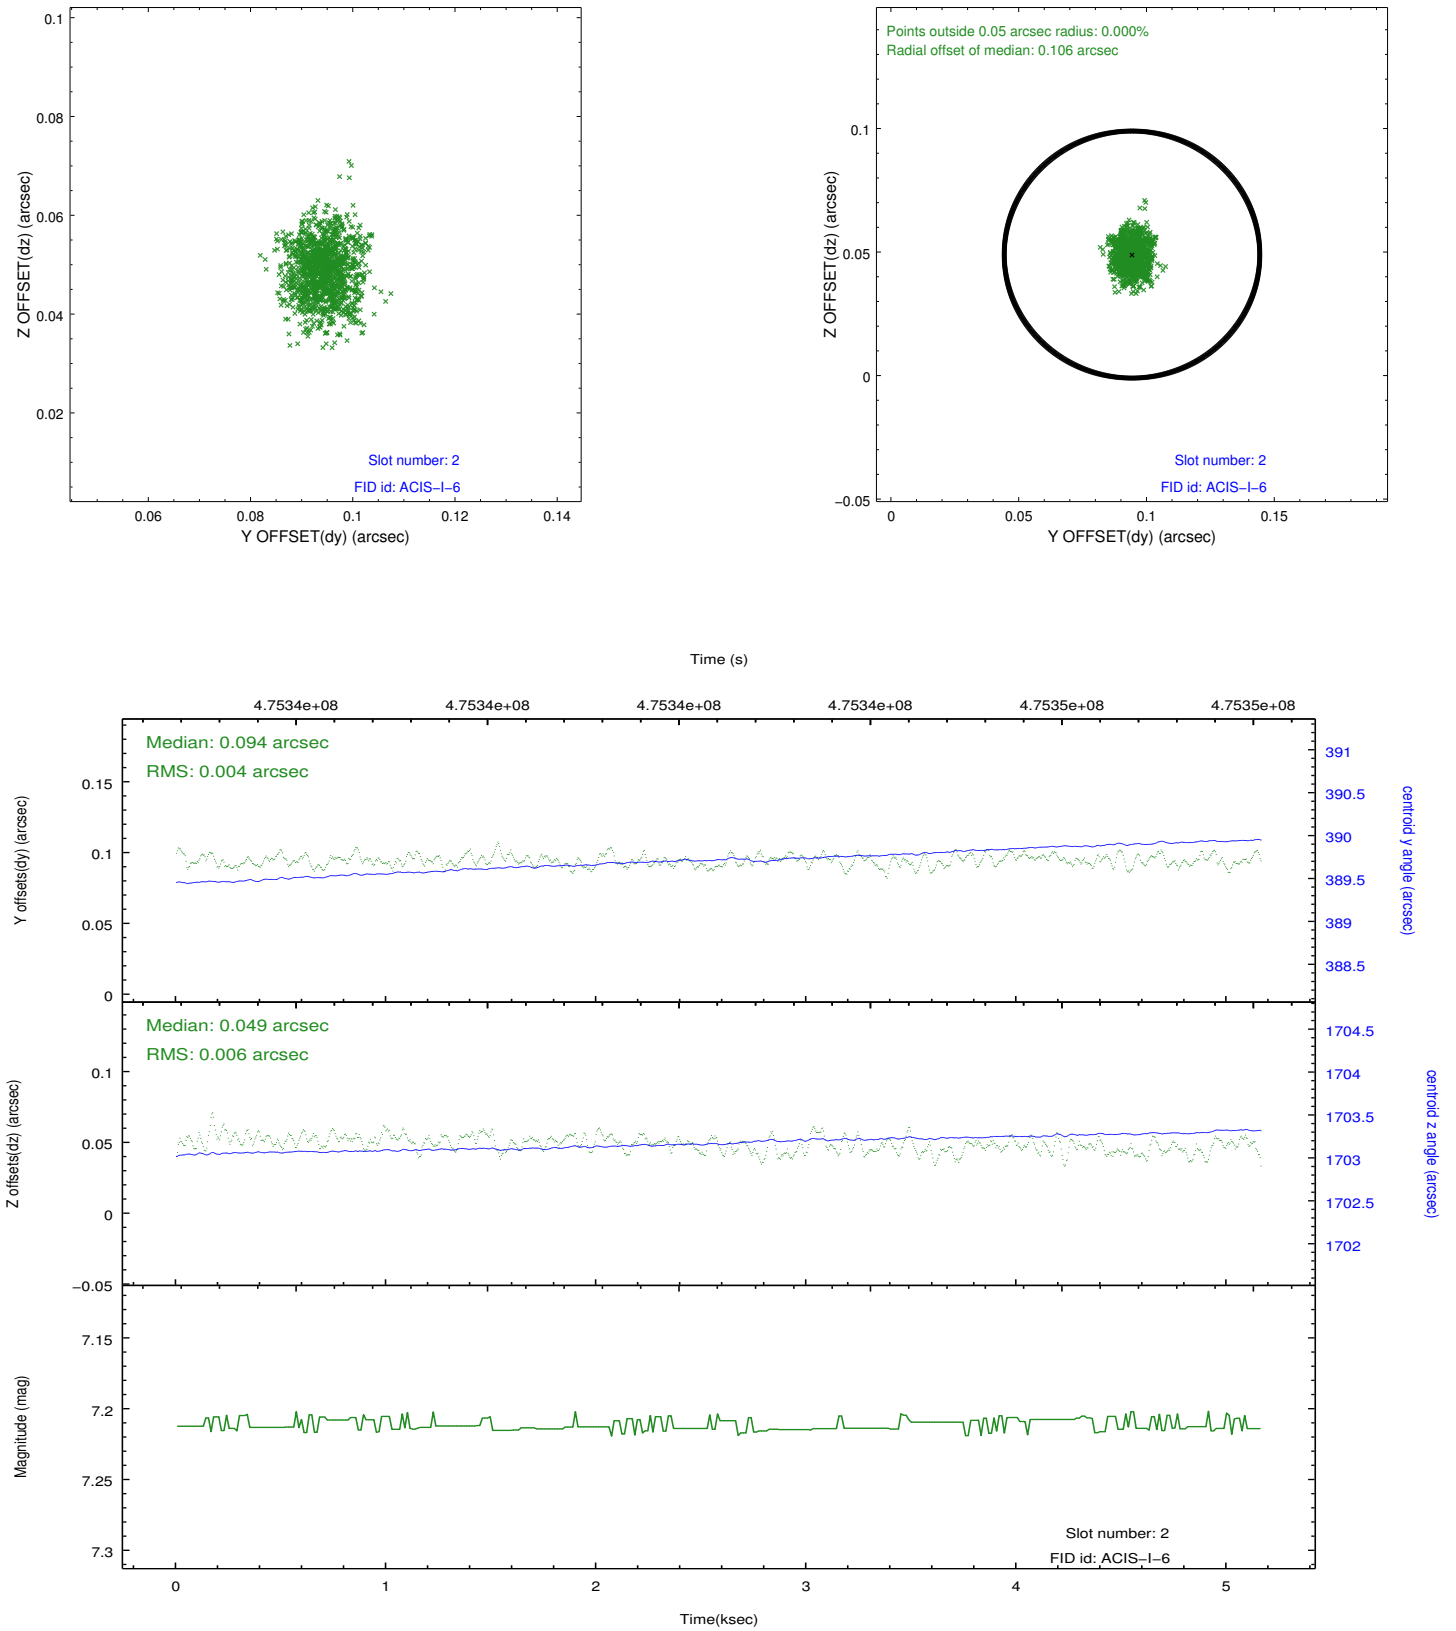 0.1
0.08
0.06
0.04
0.02
Z OFFSET(dz) (arcsec)
Slot number: 2
FID id: ACIS−I−6
0.06 0.08 0.1 0.12 0.14
Y OFFSET(dy) (arcsec)
Points outside 0.05 arcsec radius: 0.000%
Radial offset of median: 0.106 arcsec
0.1
0.05
0
−0.05
Z OFFSET(dz) (arcsec)
Slot number: 2
FID id: ACIS−I−6
0 0.05 0.1 0.15
Y OFFSET(dy) (arcsec)
Time (s)
4.7534e+08 4.7534e+08 4.7534e+08 4.7534e+08 4.7535e+08 4.7535e+08
Median: 0.094 arcsec
RMS: 0.004 arcsec
0.15
0.1
0.05
0
Y offsets(dy) (arcsec)
391
390.5
390
389.5
389
388.5
centroid y angle (arcsec)
Median: 0.049 arcsec
RMS: 0.006 arcsec
0.1
0.05
0
−0.05
Z offsets(dz) (arcsec)
1704.5
1704
1703.5
1703
1702.5
1702
centroid z angle (arcsec)
7.15
7.2
7.25
7.3
Magnitude (mag)
Slot number: 2
FID id: ACIS−I−6
0 1 2 3 4 5
Time(ksec)